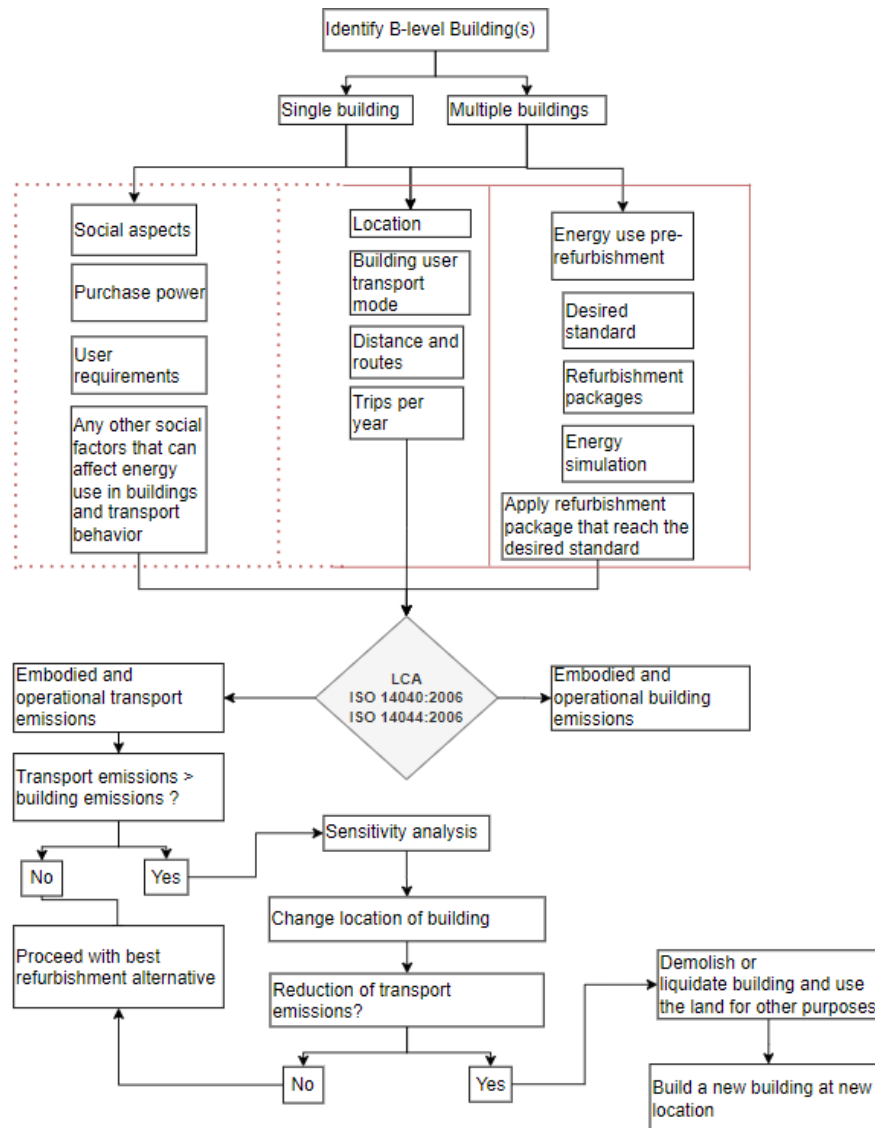 Identify B-level Building(s)
Single building
Multiple buildings
Social aspects
Purchase power
User
requirements
Any other social
factors that can
affect energy
use in buildings
and transport
behavior
Location
Building user
transport
mode
Distance and
routes
Trips per
year
Energy use pre-
refurbishment
Desired
standard
Refurbishment
packages
Energy
simulation
Apply refurbishment
package that reach the
desired standard
LCA
ISO 14040:2006
ISO 14044:2006
Embodied and
operational transport
emissions
Embodied and
operational building
emissions
Transport emissions >
building emissions ?
No
Yes
Sensitivity analysis
Change location of building
Proceed with best
refurbishment alternative
Reduction of transport
emissions?
No
Yes
Demolish or
liquidate building and use
the land for other purposes
Build a new building at new
location